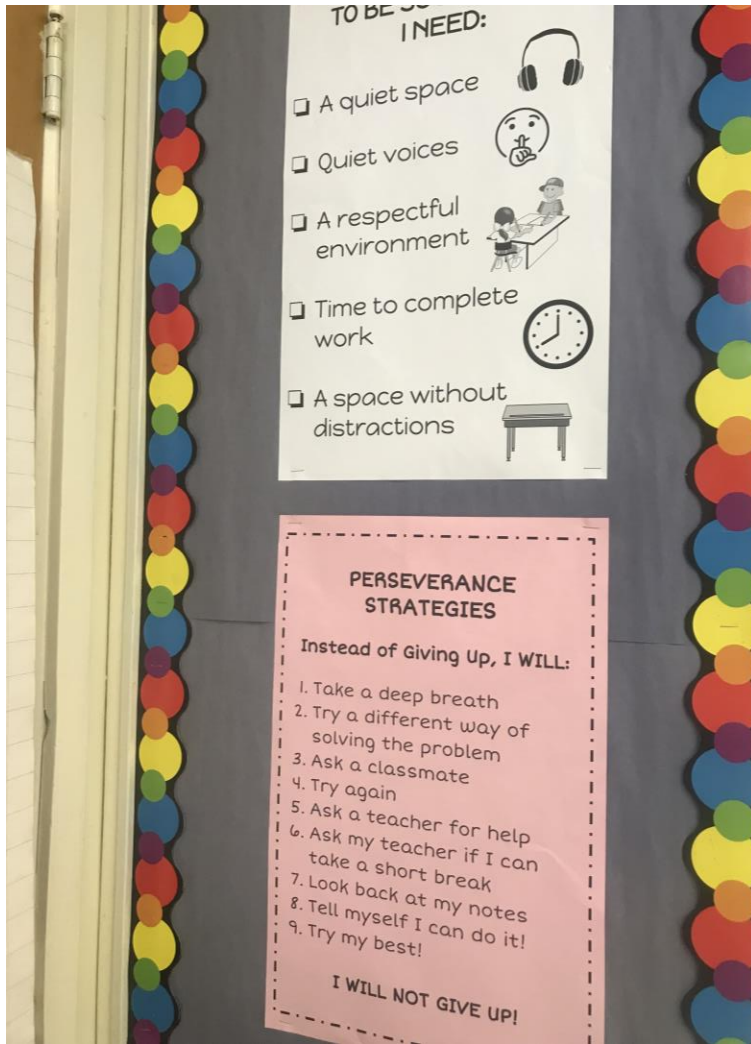 TO BE
I NEED:
A quiet space
Quiet voices
A respectful
environment
Time to complete
work
A space without
distractions
PERSEVERANCE
STRATEGIES
Instead of Giving Up, I WILL:
1. Take a deep breath
2. Try a different way of
solving the problem
3. Ask a classmate
4. Try again
5. Ask a teacher for help
6. Ask my teacher if I can
take a short break
7. Look back at my notes
8. Tell myself I can do it!
9. Try my best!
I WILL NOT GIVE UP!